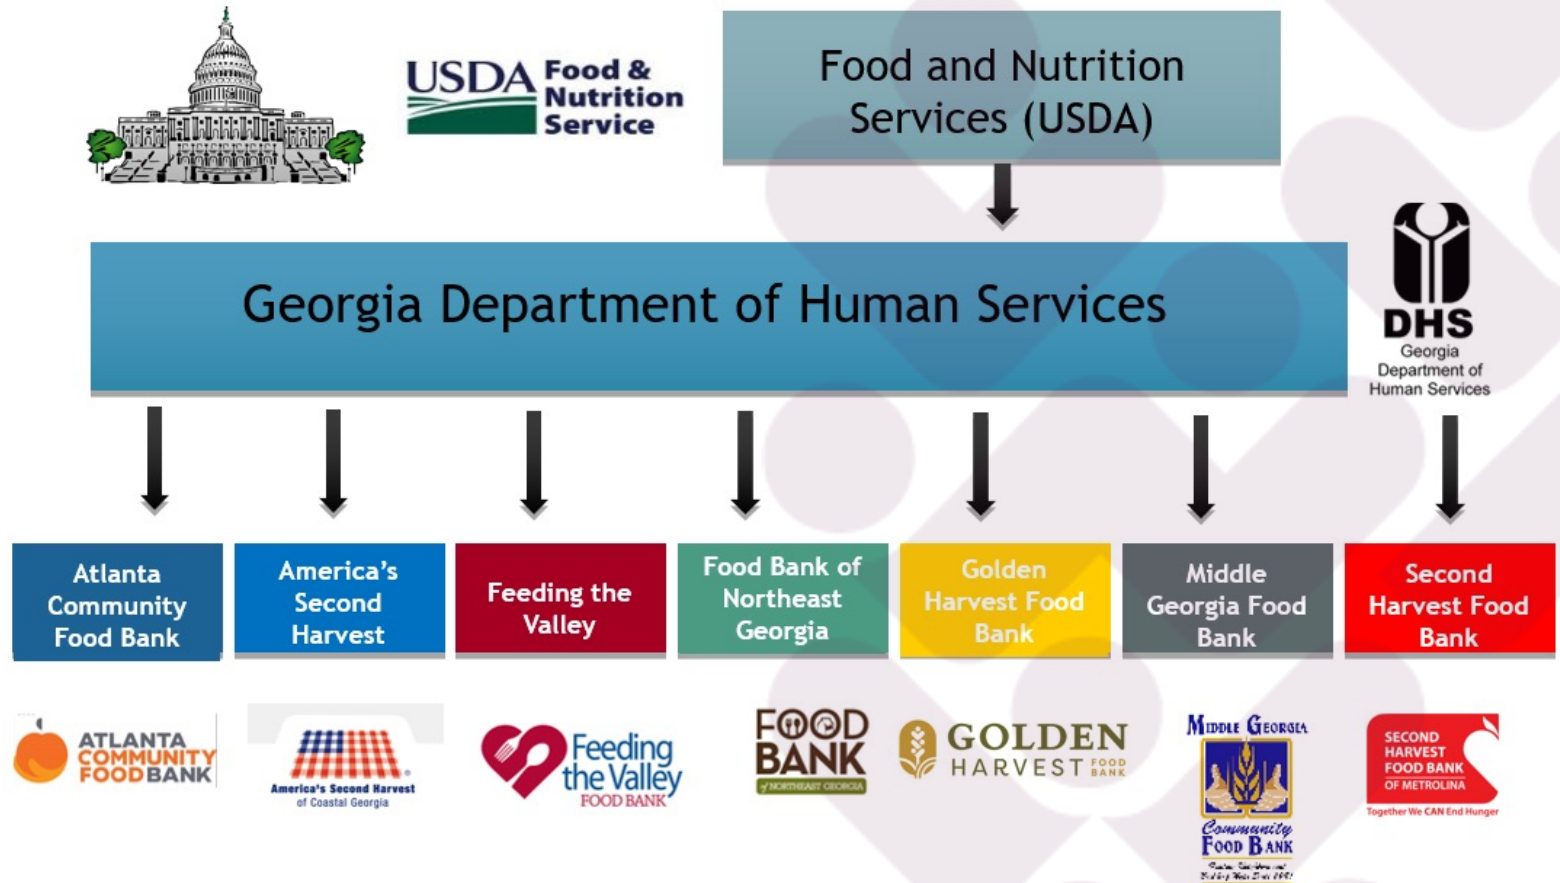 USDA Food &
Nutrition
Service
Food and Nutrition
Services (USDA)
Georgia Department of Human Services
DHS
Georgia
Department of
Human Services
Atlanta
Community
Food Bank
America's
Second
Harvest
Feeding the
Valley
Food Bank of
Northeast
Georgia
Golden
Harvest Food
Bank
Middle
Georgia Food
Bank
Second
Harvest Food
Bank
ATLANTA
COMMUNITY
FOOD BANK
America's Second Harvest
of Coastal Georgia
Feeding
the Valley
FOOD BANK
FOOD
BANK
of NORTHEAST GEORGIA
GOLDEN
HARVEST FOOD
BANK
MIDDLE GEORGIA
Community
FOOD BANK
SECOND
HARVEST
FOOD BANK
OF METROLINA
Together We CAN End Hunger